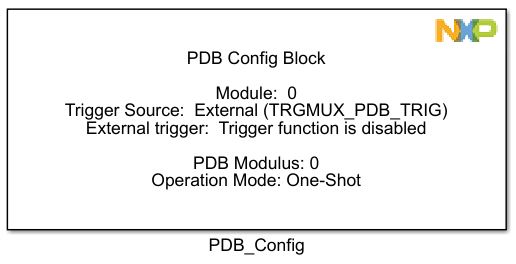 NXP
PDB Config Block
Module: 0
Trigger Source: External (TRGMUX_PDB_TRIG)
External trigger: Trigger function is disabled
PDB Modulus: 0
Operation Mode: One-Shot
PDB_Config